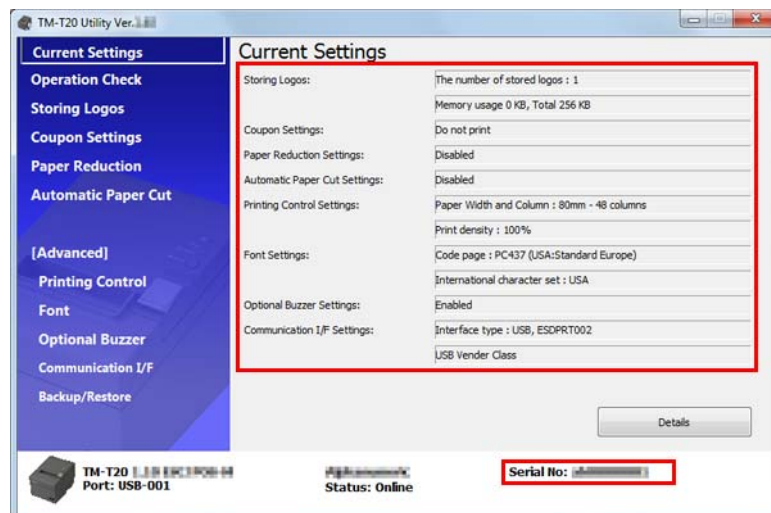 TM-T20 Utility Ver.
Current Settings
Operation Check
Storing Logos
Coupon Settings
Paper Reduction
Automatic Paper Cut
[Advanced]
Printing Control
Font
Optional Buzzer
Communication I/F
Backup/Restore
Current Settings
Storing Logos: The number of stored logos : 1
Memory usage 0 KB, Total 256 KB
Coupon Settings: Do not print
Paper Reduction Settings: Disabled
Automatic Paper Cut Settings: Disabled
Printing Control Settings: Paper Width and Column : 80mm - 48 columns
Print density : 100%
Font Settings: Code page : PC437 (USA:Standard Europe)
International character set : USA
Optional Buzzer Settings: Enabled
Communication I/F Settings: Interface type : USB, ESDPRT002
USB Vender Class
Details
TM-T20
Port: USB-001
Status: Online
Serial No: